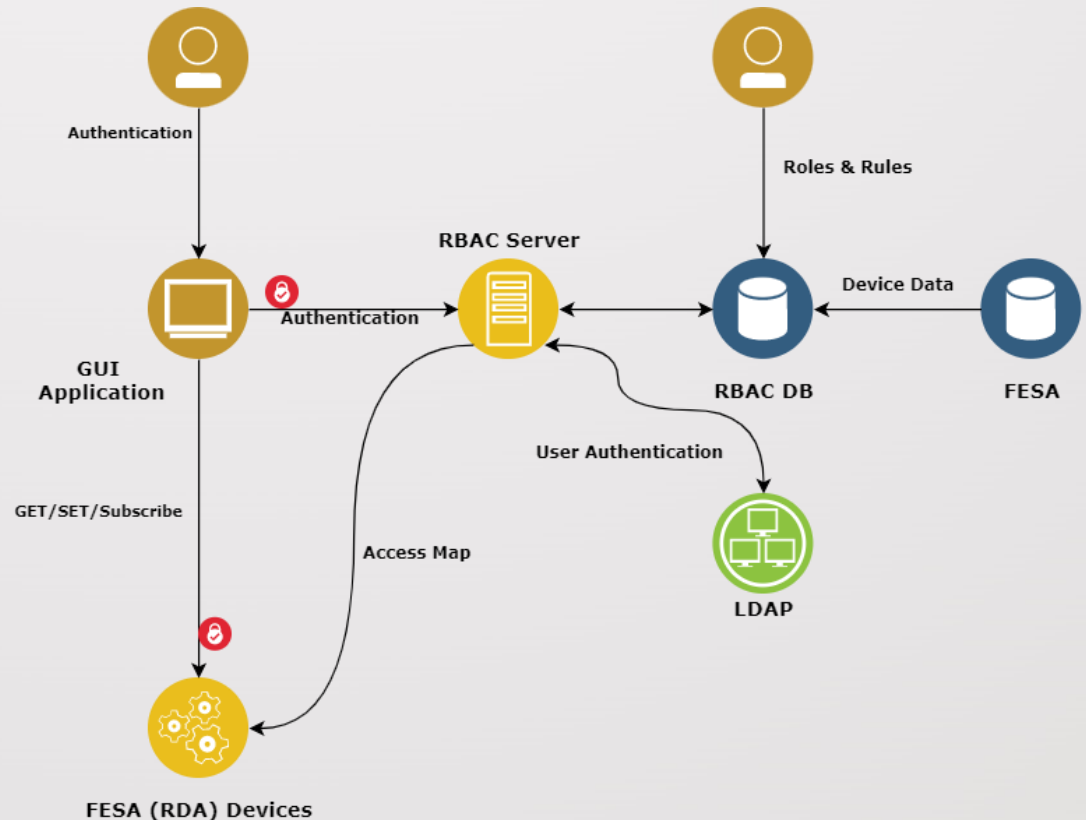 Authentication
Roles & Rules
RBAC Server
Device Data
Authentication
GUI
Application
RBAC DB
FESA
User Authentication
GET/SET/Subscribe
Access Map
LDAP
FESA (RDA) Devices